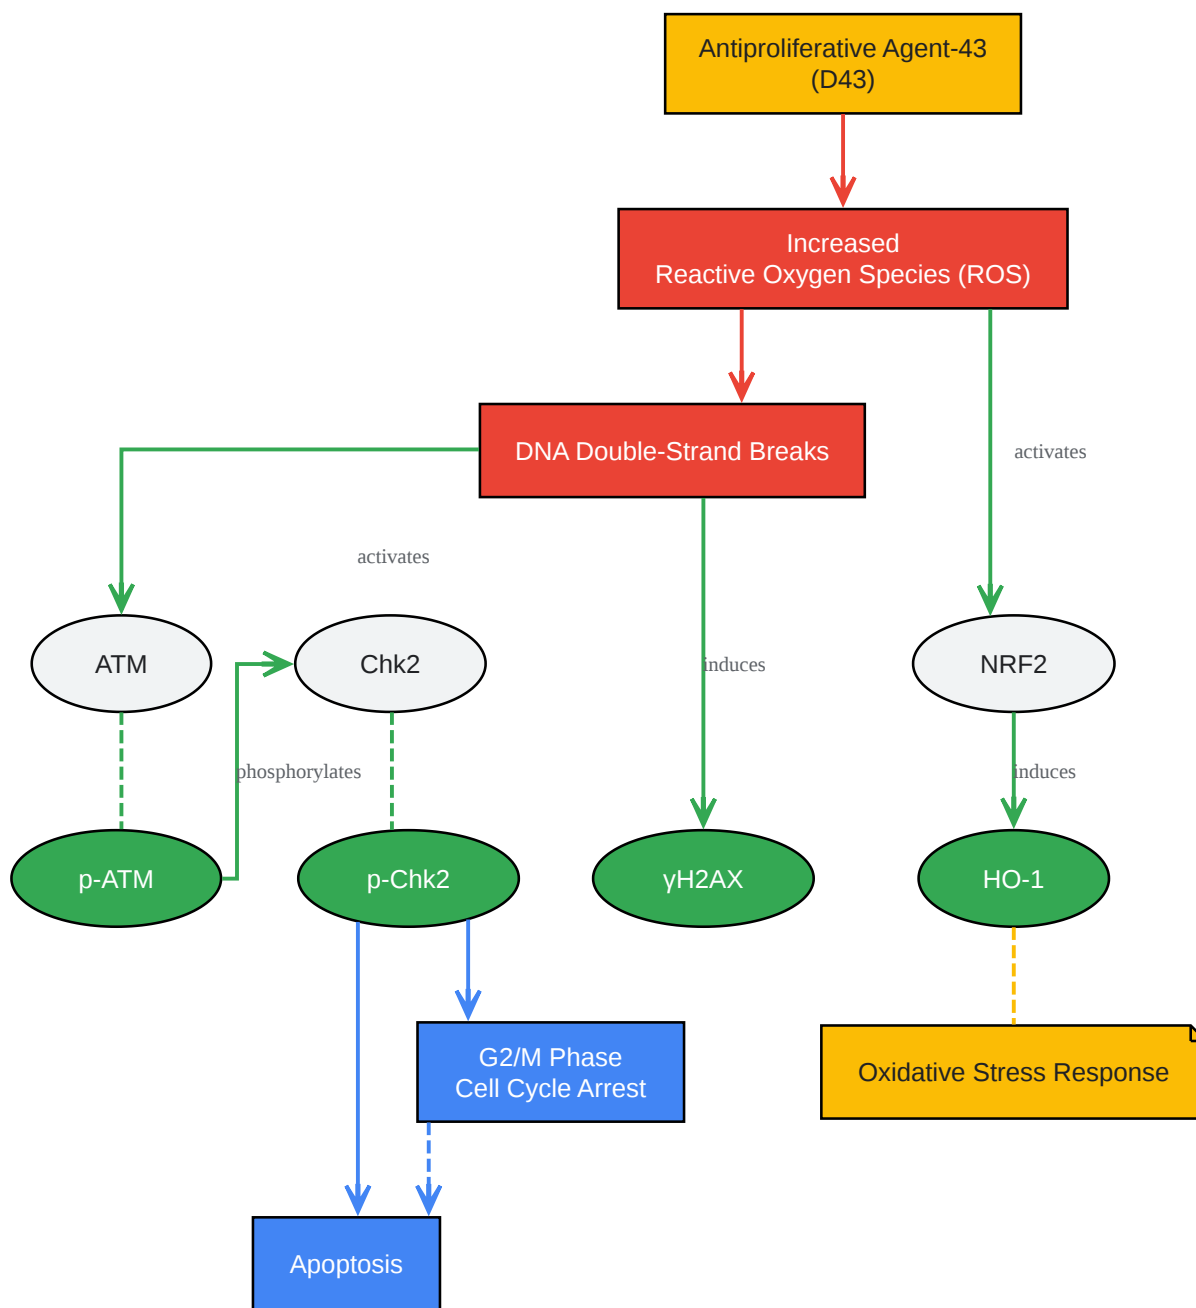 Antiproliferative Agent-43
(D43)
Increased
Reactive Oxygen Species (ROS)
DNA Double-Strand Breaks
activates
activates
ATM
Chk2
induces
NRF2
phosphorylates
induces
p-ATM
p-Chk2
γH2AX
HO-1
G2/M Phase
Cell Cycle Arrest
Oxidative Stress Response
Apoptosis